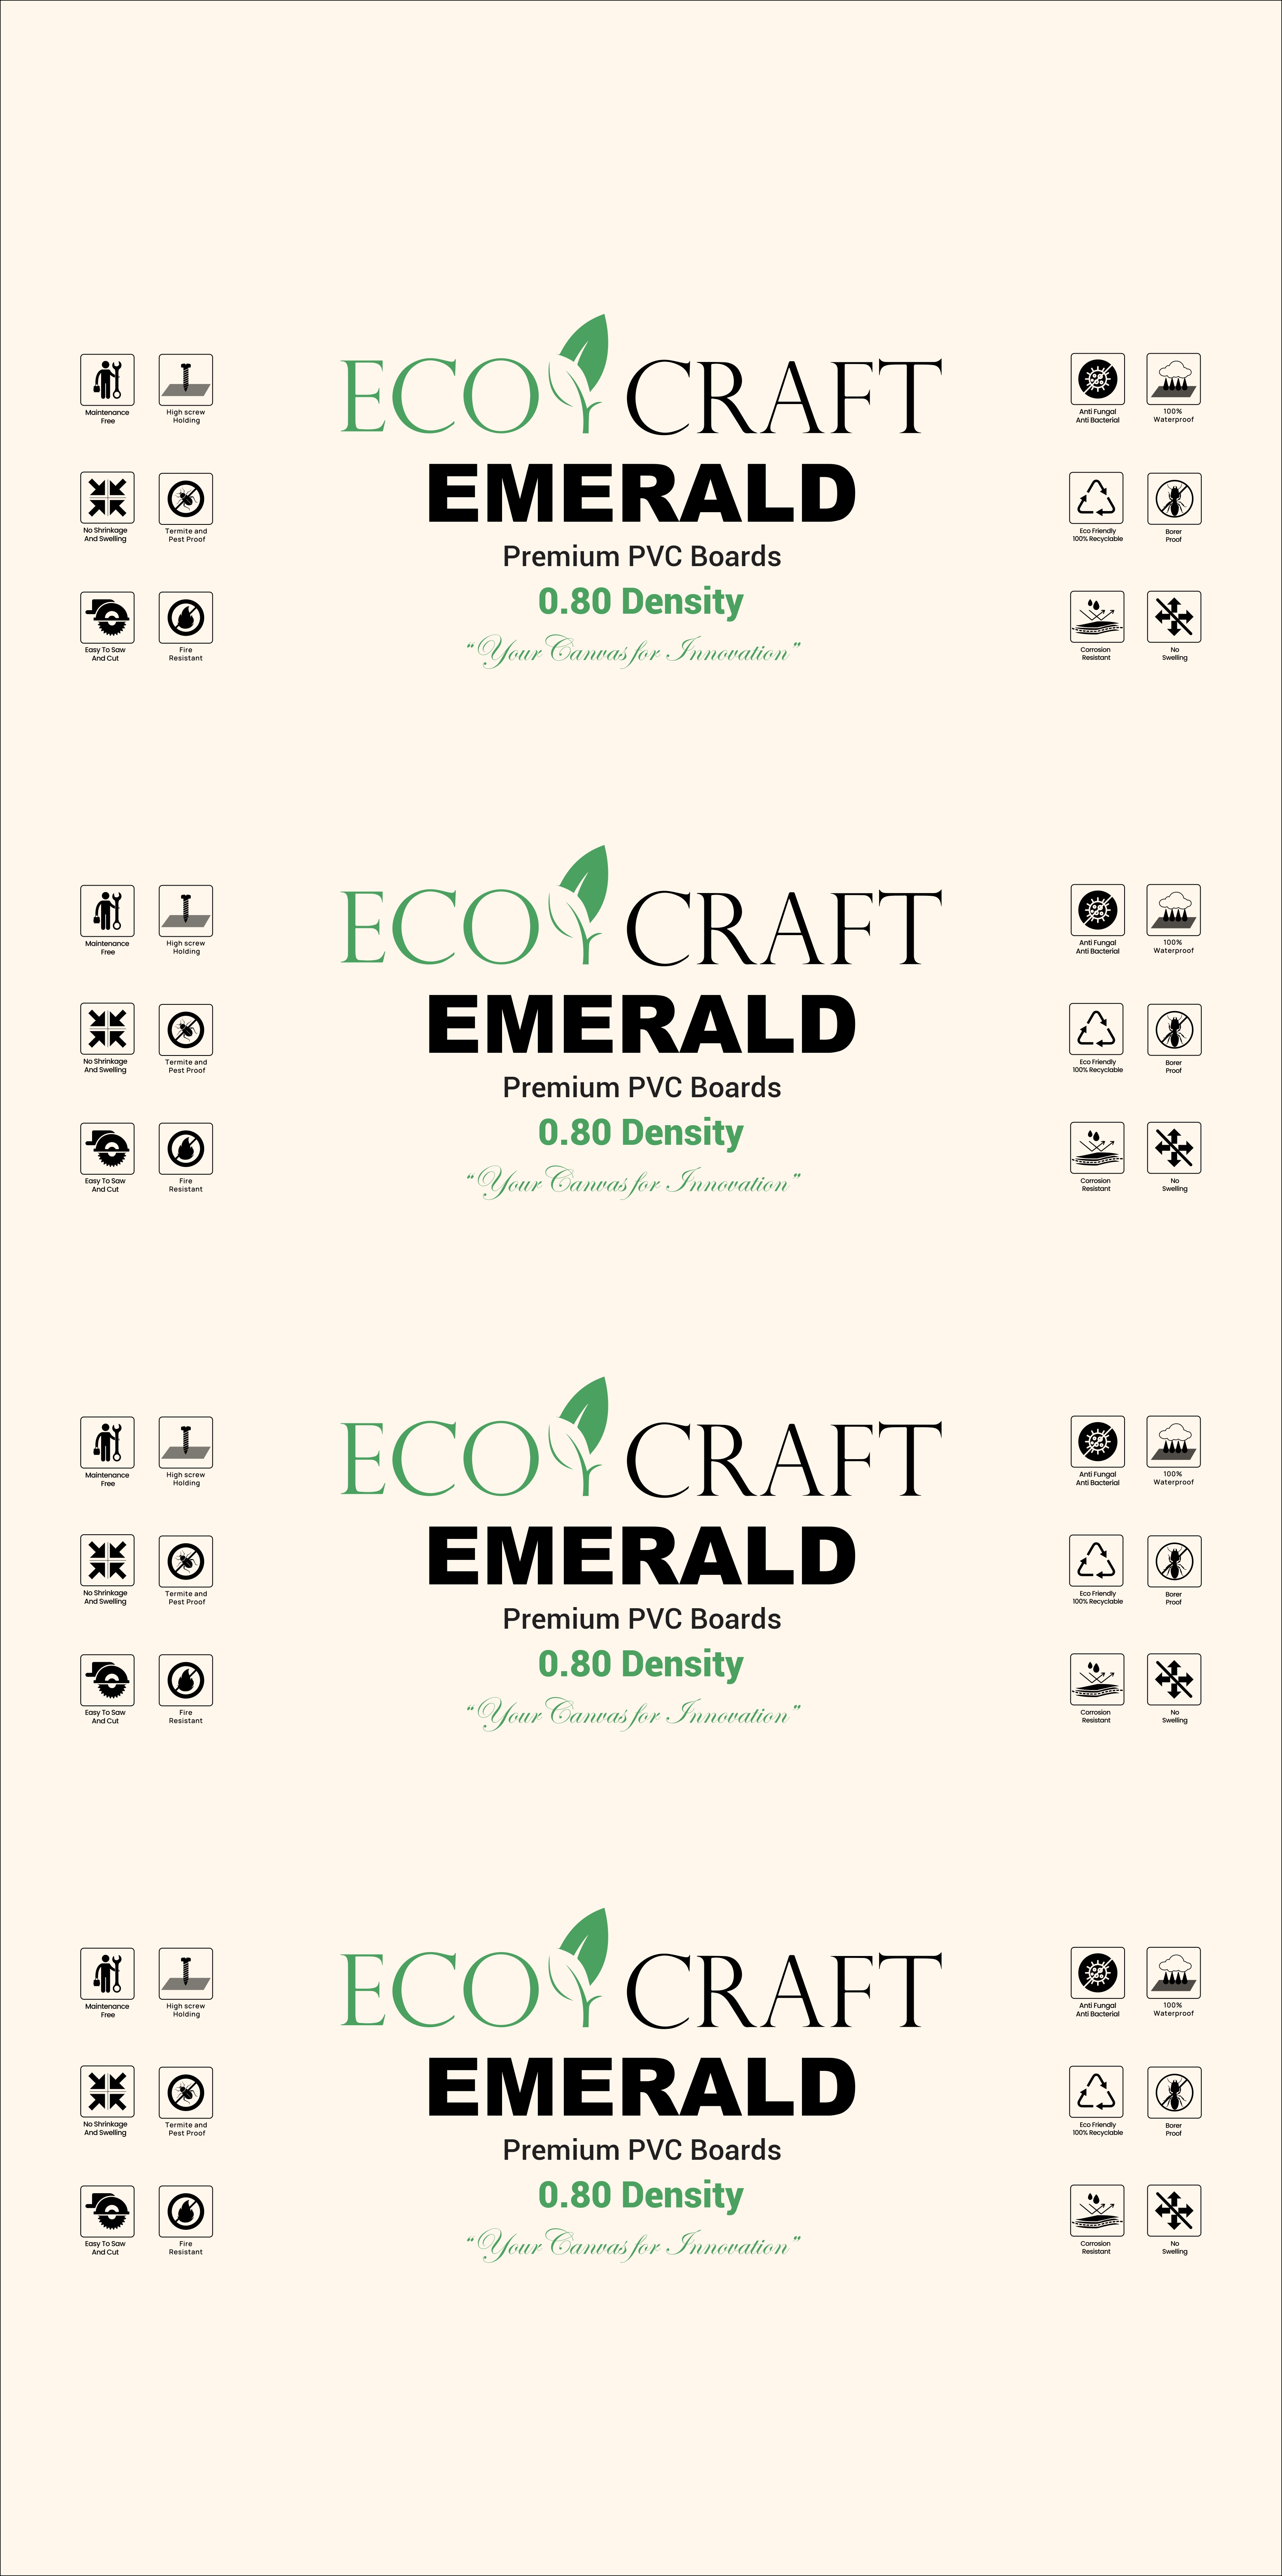 ECO CRAFT
Maintenance
Free
High screw
Holding
Anti Fungal
Anti Bacterial
100%
Waterproof
EMERALD
No Shrinkage
And Swelling
Termite and
Pest Proof
Eco Friendly
100% Recyclable
Borer
Proof
Premium PVC Boards
0.80 Density
Easy To Saw
And Cut
Fire
Resistant
"Your Canvas for Innovation"
Corrosion
Resistant
No
Swelling
ECO CRAFT
Maintenance
Free
High screw
Holding
Anti Fungal
Anti Bacterial
100%
Waterproof
EMERALD
No Shrinkage
And Swelling
Termite and
Pest Proof
Eco Friendly
100% Recyclable
Borer
Proof
Premium PVC Boards
0.80 Density
Easy To Saw
And Cut
Fire
Resistant
"Your Canvas for Innovation"
Corrosion
Resistant
No
Swelling
ECO CRAFT
Maintenance
Free
High screw
Holding
Anti Fungal
Anti Bacterial
100%
Waterproof
EMERALD
No Shrinkage
And Swelling
Termite and
Pest Proof
Eco Friendly
100% Recyclable
Borer
Proof
Premium PVC Boards
0.80 Density
Easy To Saw
And Cut
Fire
Resistant
"Your Canvas for Innovation"
Corrosion
Resistant
No
Swelling
ECO CRAFT
Maintenance
Free
High screw
Holding
Anti Fungal
Anti Bacterial
100%
Waterproof
EMERALD
No Shrinkage
And Swelling
Termite and
Pest Proof
Eco Friendly
100% Recyclable
Borer
Proof
Premium PVC Boards
0.80 Density
Easy To Saw
And Cut
Fire
Resistant
"Your Canvas for Innovation"
Corrosion
Resistant
No
Swelling